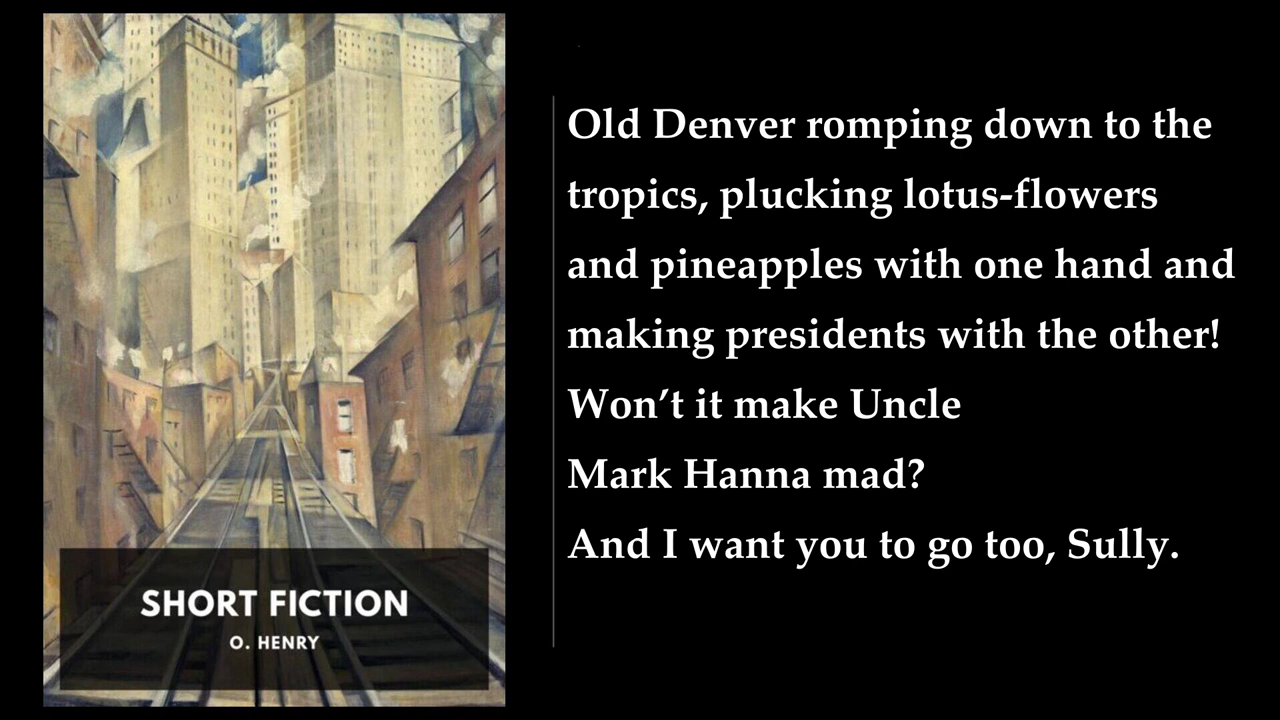 SHORT FICTION
O. HENRY
Old Denver romping down to the
tropics, plucking lotus-flowers
and pineapples with one hand and
making presidents with the other!
Won’t it make Uncle
Mark Hanna mad?
And I want you to go too, Sully.